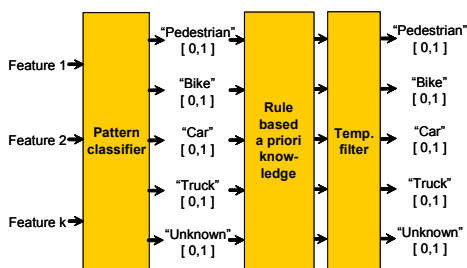 Feature 1
Feature 2
Feature k
Pattern
classifier
“Pedestrian”
[ 0,1 ]
“Bike”
[ 0,1 ]
“Car”
[ 0,1 ]
“Truck”
[ 0,1 ]
“Unknown”
[ 0,1 ]
Rule
based
a priori
know-
ledge
Temp.
filter
“Pedestrian”
[ 0,1 ]
“Bike”
[ 0,1 ]
“Car”
[ 0,1 ]
“Truck”
[ 0,1 ]
“Unknown”
[ 0,1 ]